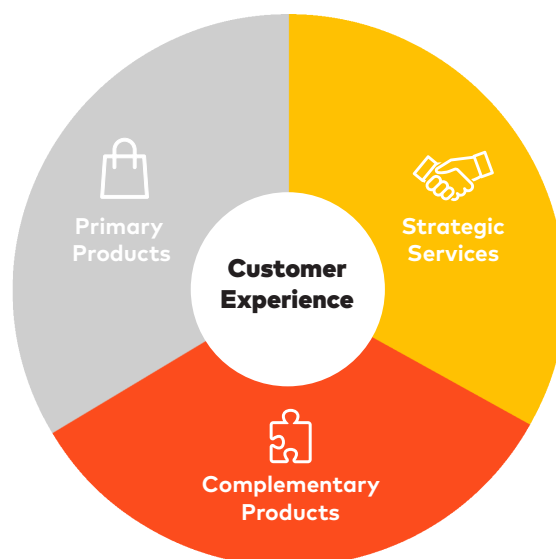 Primary
Products
Strategic
Services
Customer
Experience
Complementary
Products